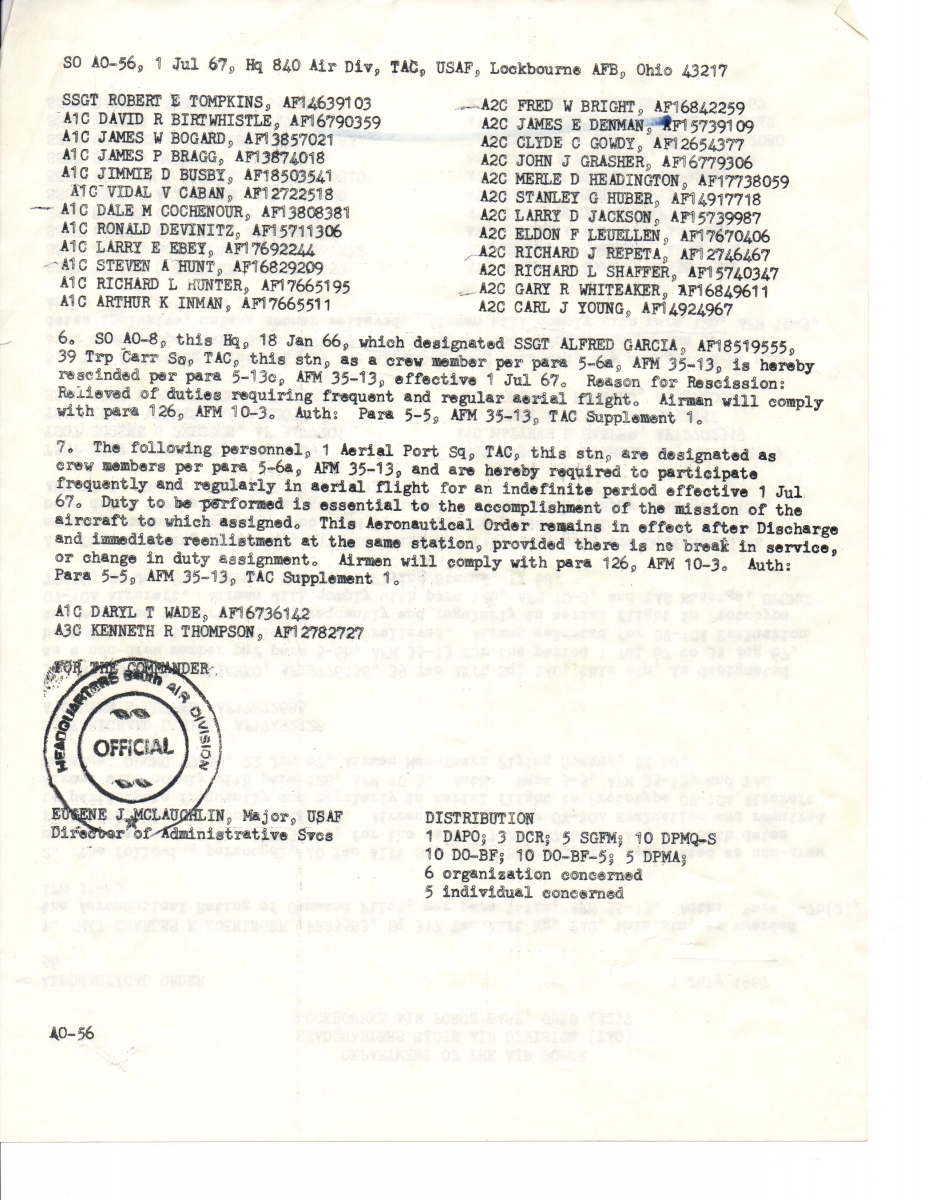 SO AO-56, 1 Jul 67, Hq 840 Air Div, TAC, USAF, Lockbourne AFB, Ohio 43217
SSGT ROBERT E TOMPKINS, AF14639103
A1C DAVID R BIRTWHISTLE, AF16790359
A1C JAMES W BOGARD, AF13857021
A1C JAMES P BRAGG, AF13874018
A1C JIMMIE D BUSBY, AF18503541
A1C VIDAL V CABAN, AF12722518
A1C DALE M COCHENOUR, AF13808381
A1C RONALD DEVINITZ, AF15711306
A1C LARRY E EBEY, AF17692244
A1C STEVEN A HUNT, AF16829209
A1C RICHARD L HUNTER, AF17665195
A1C ARTHUR K INMAN, AF17665511
A2C FRED W BRIGHT, AF16842259
A2C JAMES E DENMAN, AF15739109
A2C CLYDE C GOWDY, AF12654377
A2C JOHN J GRASHER, AF16779306
A2C MERLE D HEADINGTON, AF17738059
A2C STANLEY G HUBER, AF14917718
A2C LARRY D JACKSON, AF15739987
A2C ELDON F LEUELLEN, AF17670406
A2C RICHARD J REPETA, AF12746467
A2C RICHARD L SHAFFER, AF15740347
A2C GARY R WHITEAKER, AF16849611
A2C CARL J YOUNG, AF14924967
6. SO AO-8, this Hq, 18 Jan 66, which designated SSGT ALFRED GARCIA, AF18519555,
39 Trp Carr Sq, TAC, this stn, as a crew member per para 5-6a, AFM 35-13, is hereby
rescinded per para 5-13c, AFM 35-13, effective 1 Jul 67. Reason for Rescission:
Relieved of duties requiring frequent and regular aerial flight. Airman will comply
with para 126, AFM 10-3. Auth: Para 5-5, AFM 35-13, TAC Supplement 1.
7. The following personnel, 1 Aerial Port Sq, TAC, this stn, are designated as
crew members per para 5-6a, AFM 35-13, and are hereby required to participate
frequently and regularly in aerial flight for an indefinite period effective 1 Jul
67. Duty to be performed is essential to the accomplishment of the mission of the
aircraft to which assigned. This Aeronautical Order remains in effect after Discharge
and immediate reenlistment at the same station, provided there is no break in service,
or change in duty assignment. Airmen will comply with para 126, AFM 10-3. Auth:
Para 5-5, AFM 35-13, TAC Supplement 1.
A1C DARYL T WADE, AF16736142
A3C KENNETH R THOMPSON, AF12782727
FOR THE COMMANDER
HEADQUARTERS 840th AIR DIVISION
OFFICIAL
EUGENE J MCLAUGHLIN, Major, USAF
Director of Administrative Svcs
DISTRIBUTION
1 DAPO; 3 DCR; 5 SGFM; 10 DPMQ-S
10 DO-BF; 10 DO-BF-5; 5 DPMA;
6 organization concerned
5 individual concerned
AO-56